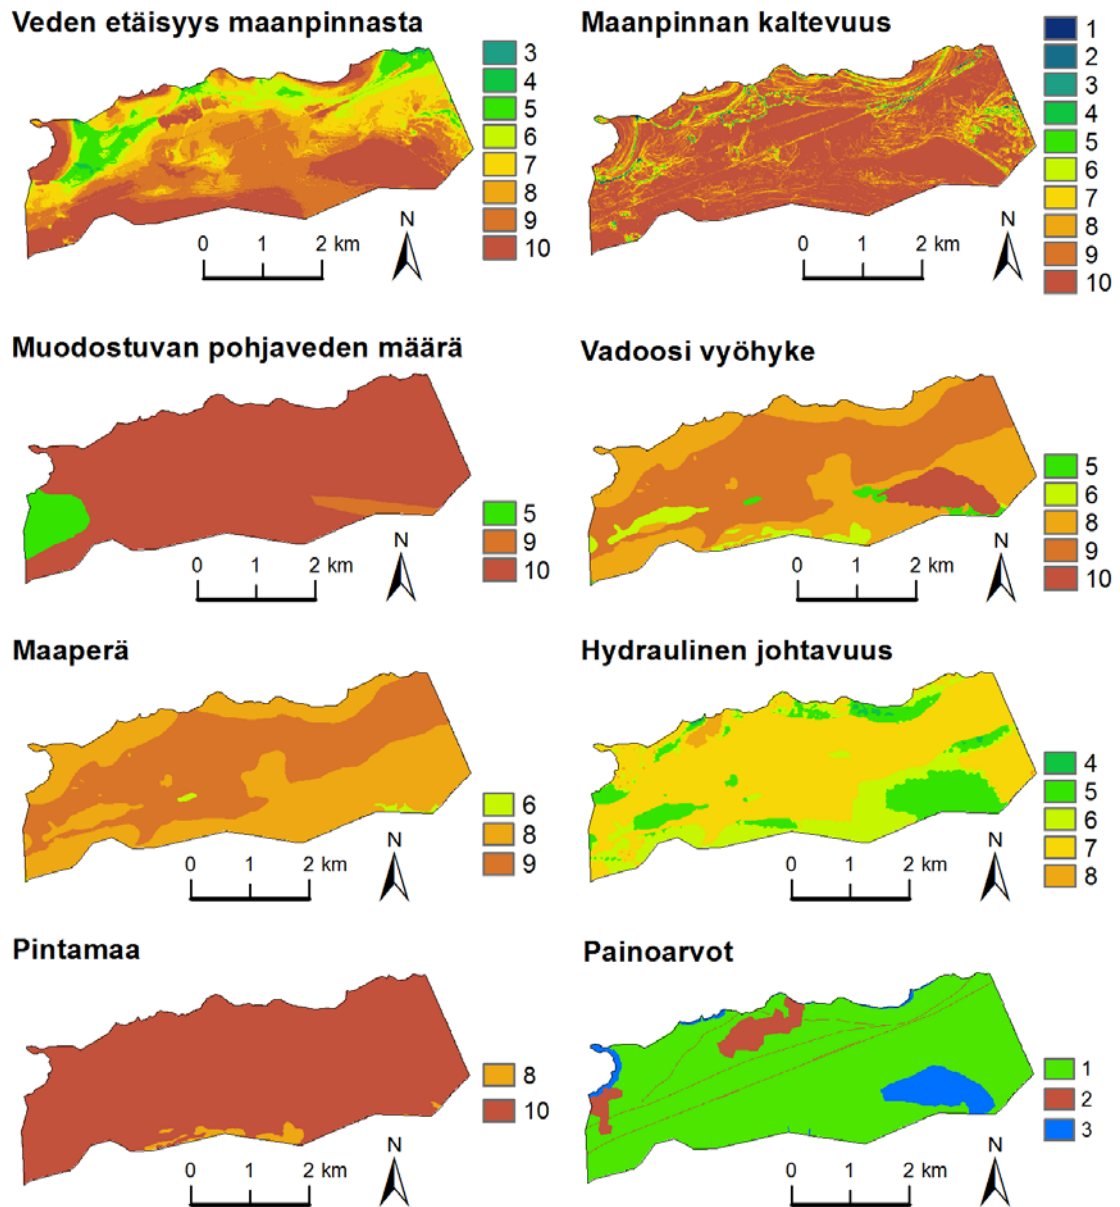 Veden etäisyys maanpinnasta
3
4
5
6
7
8
9
10
N
0 1 2 km
Maanpinnan kaltevuus
1
2
3
4
5
6
7
8
9
10
N
0 1 2 km
Muodostuvan pohjaveden määrä
5
9
10
N
0 1 2 km
Vadoosi vyöhyke
5
6
8
9
10
N
0 1 2 km
Maaperä
6
8
9
N
0 1 2 km
Hydraulinen johtavuus
4
5
6
7
8
N
0 1 2 km
Pintamaa
8
10
N
0 1 2 km
Painoarvot
1
2
3
N
0 1 2 km